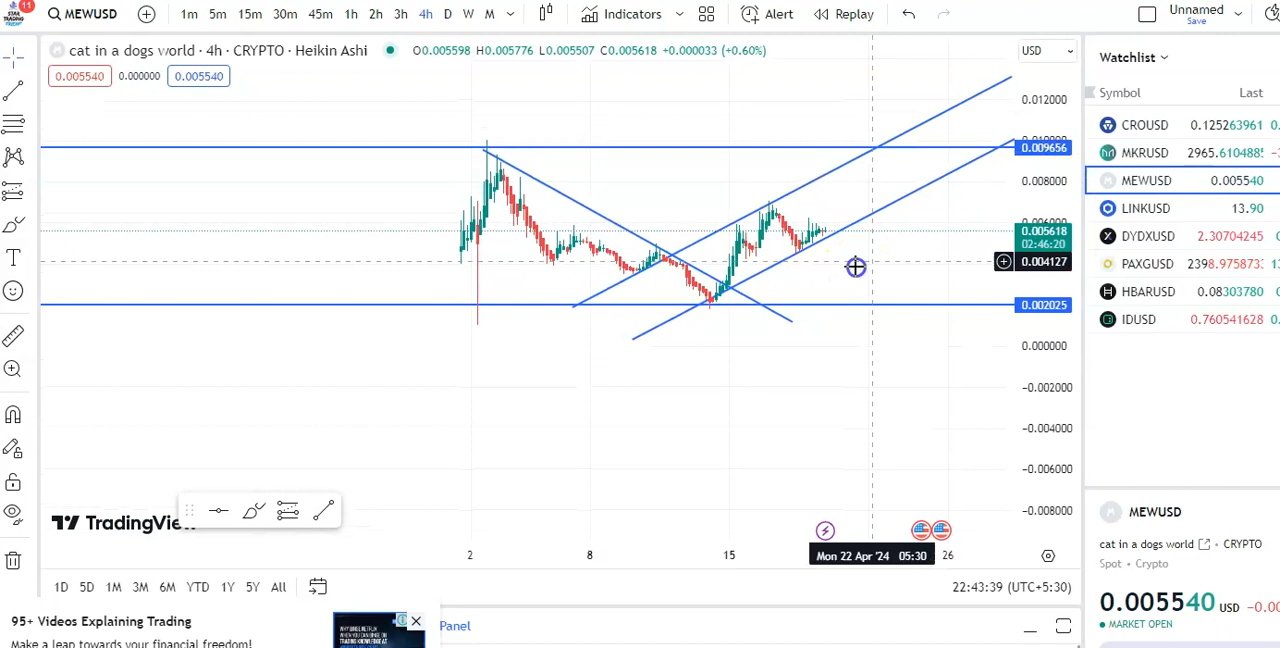 11
MEWUSD
1m 5m 15m 30m 45m 1h 2h 3h 4h D W M
Indicators
Alert
Replay
Unnamed
Save
cat in a dogs world · 4h · CRYPTO · Heikin Ashi
O0.005598 H0.005776 L0.005507 C0.005618 +0.000033 (+0.60%)
USD
0.005540 0.000000 0.005540
0.012000
0.009656
0.008000
0.005618
02:46:20
0.004127
0.002025
0.000000
−0.002000
−0.004000
−0.006000
−0.008000
TradingView
2 8 15 26
Mon 22 Apr '24 05:30
1D 5D 1M 3M 6M YTD 1Y 5Y All
22:43:39 (UTC+5:30)
95+ Videos Explaining Trading
Make a leap towards your financial freedom!
Panel
Watchlist
Symbol Last
CROUSD 0.125263961
MKRUSD 2965.6104885
MEWUSD 0.005540
LINKUSD 13.90
DYDXUSD 2.30704245
PAXGUSD 2398.9758733
HBARUSD 0.08303780
IDUSD 0.760541628
MEWUSD
cat in a dogs world · CRYPTO
Spot · Crypto
0.005540 USD −0.00
MARKET OPEN